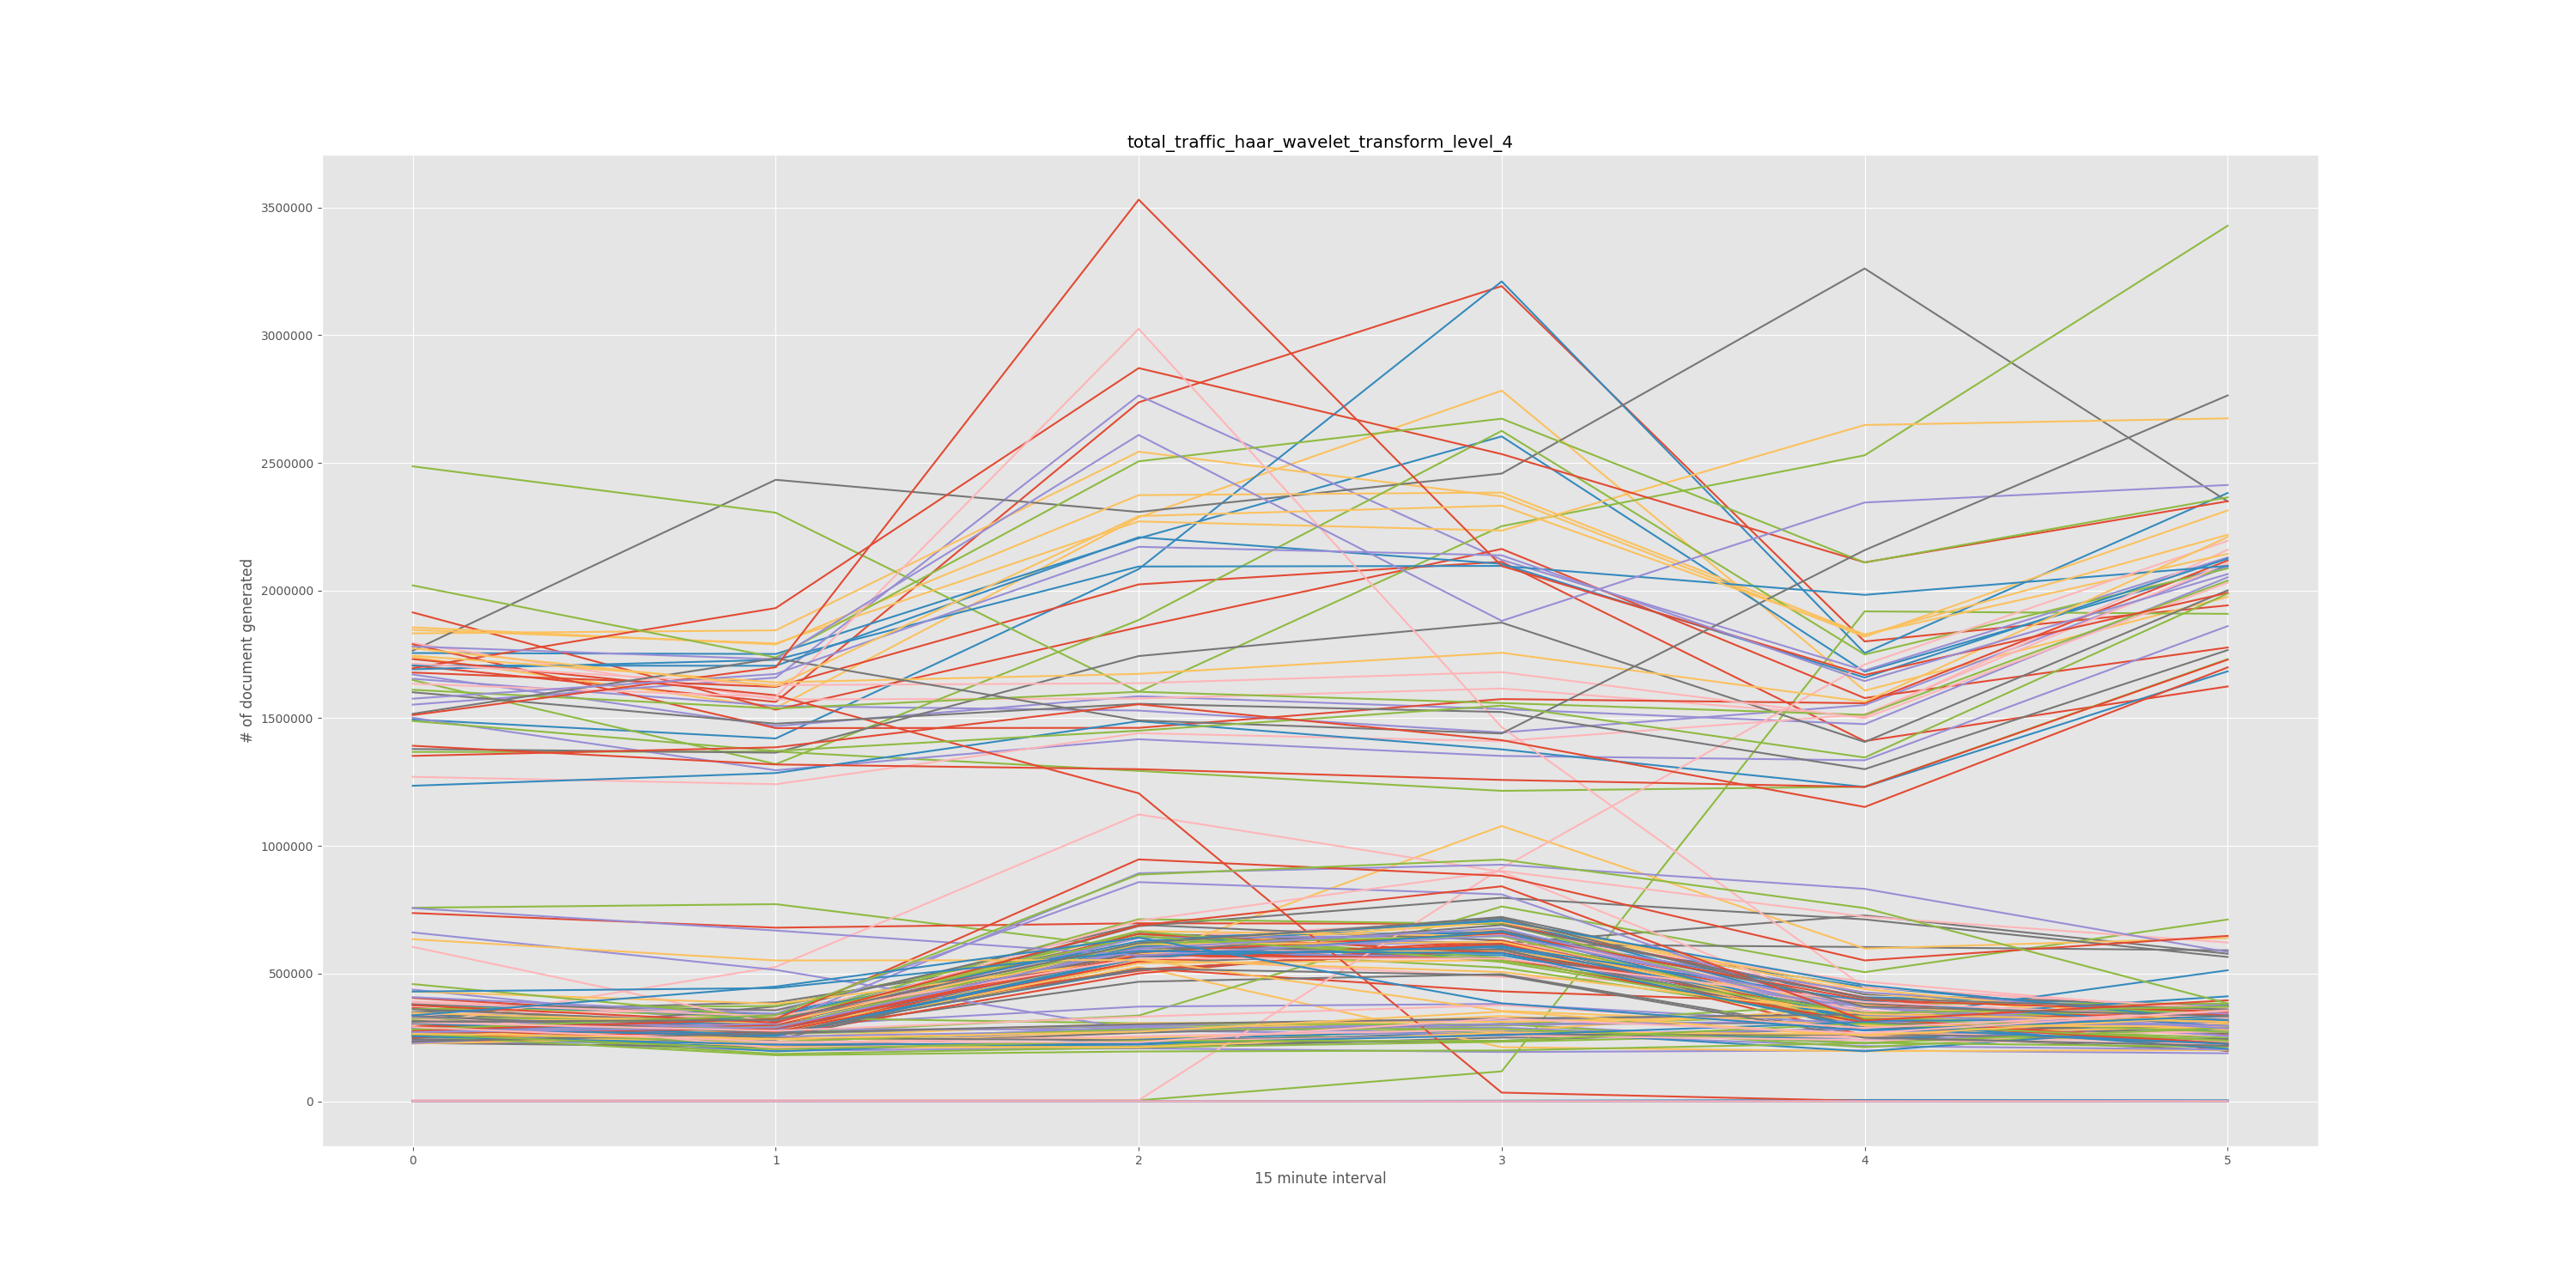 total_traffic_haar_wavelet_transform_level_4
# of document generated
3500000
3000000
2500000
2000000
1500000
1000000
500000
0
0 1 2 3 4 5
15 minute interval